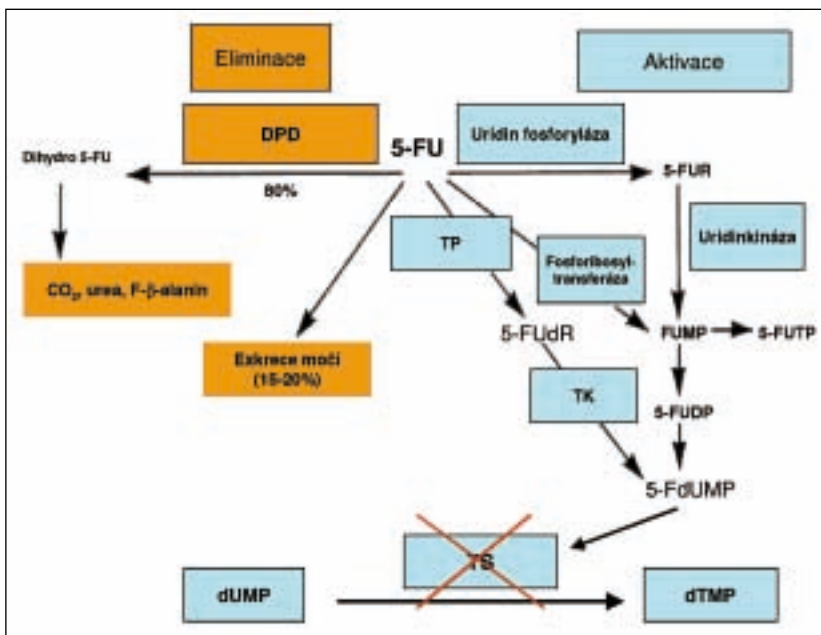 Eliminace
Aktivace
DPD
5-FU
Uridin fosforyláza
Dihydro 5-FU
80%
5-FUR
TP
Uridinkináza
Fosforibosyl-
transferáza
CO₂, urea, F-β-alanin
5-FUdR
FUMP
5-FUTP
Exkrece močí
(15-20%)
TK
5-FUDP
5-FdUMP
TS
dUMP
dTMP